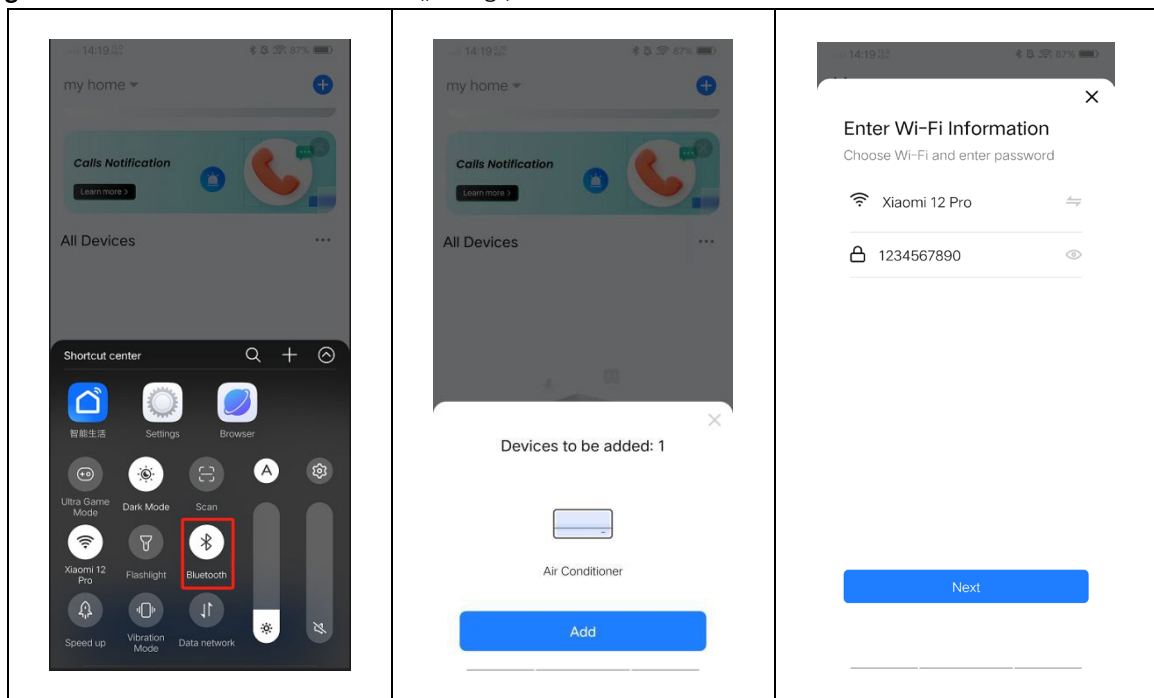 14:19
87%
my home
Calls Notification
Learn more >
All Devices
Shortcut center
智能生活
Settings
Browser
A
Ultra Game
Mode
Dark Mode
Scan
Xiaomi 12
Pro
Flashlight
Bluetooth
Speed up
Vibration
Mode
Data network
14:19
87%
my home
Calls Notification
Learn more >
All Devices
Devices to be added: 1
Air Conditioner
Add
14:19
87%
Enter Wi-Fi Information
Choose Wi-Fi and enter password
Xiaomi 12 Pro
1234567890
Next